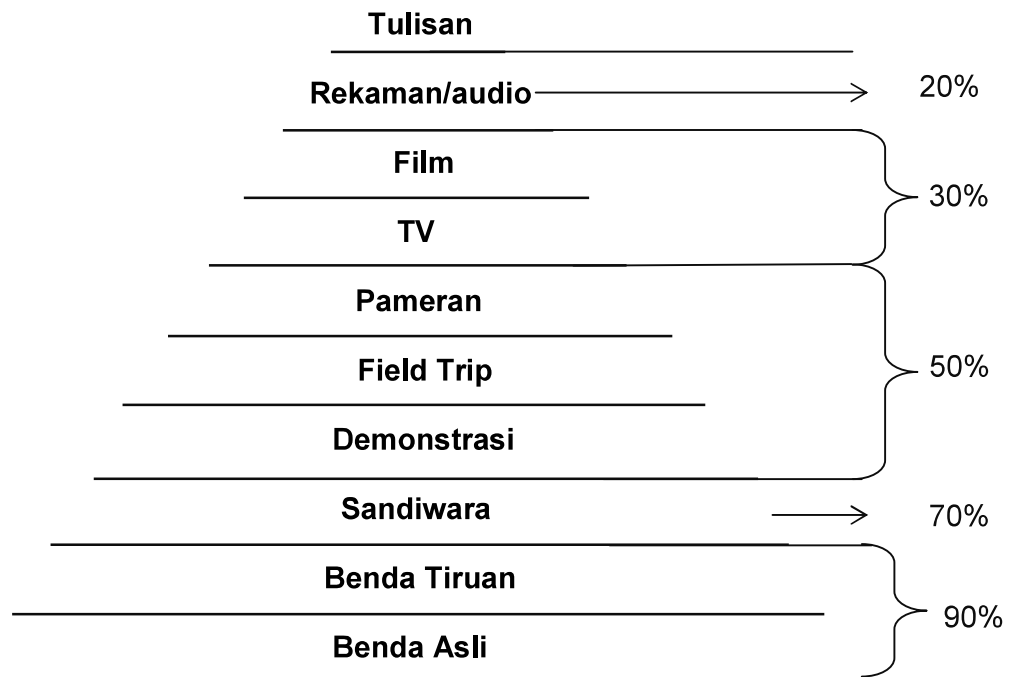 Tulisan
Rekaman/audio 20%
Film
30%
TV
Pameran
Field Trip 50%
Demonstrasi
Sandiwara 70%
Benda Tiruan
90%
Benda Asli